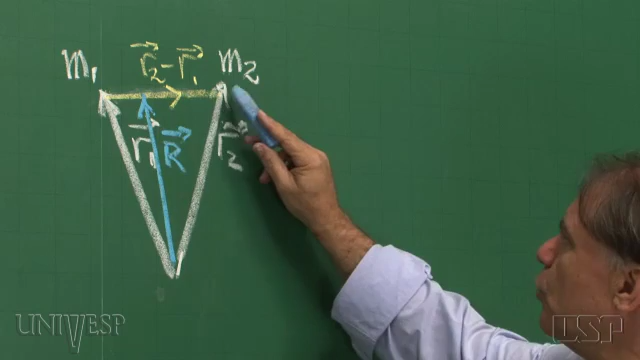 m₁ r⃗₂-r⃗₁ m₂
r⃗₁ R⃗ r⃗₂
UNIVESP
USP